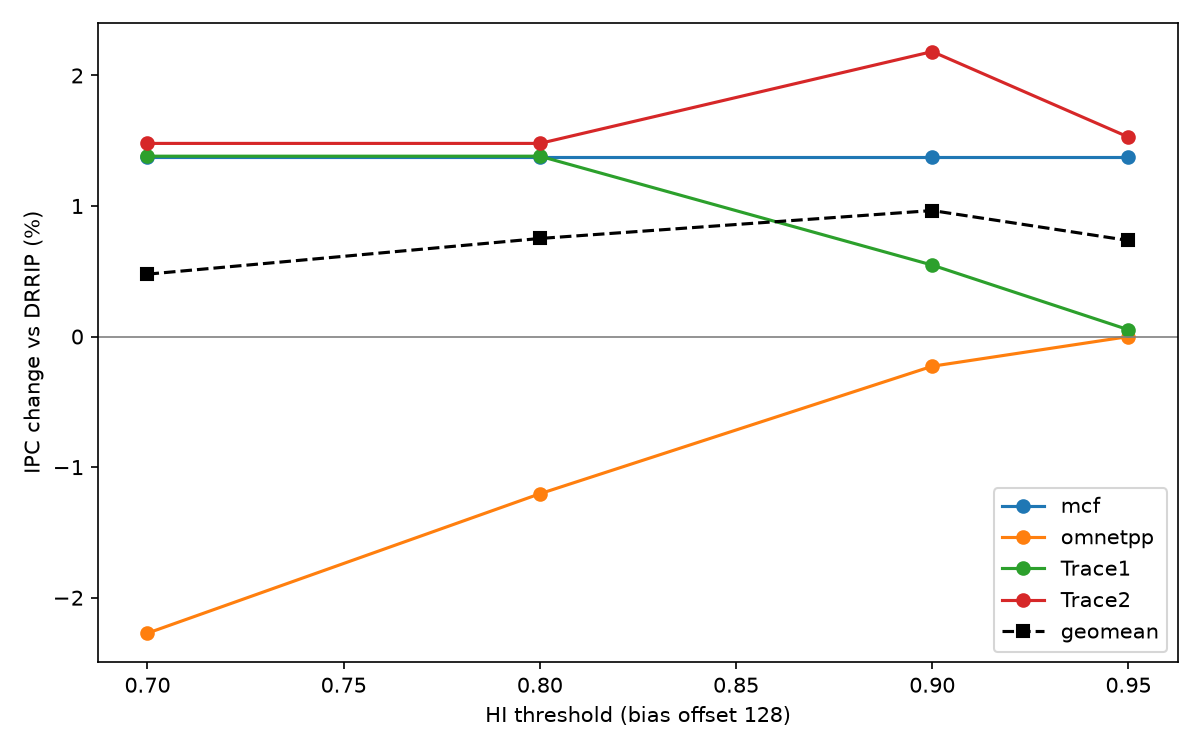 IPC change vs DRRIP (%)
2
1
0
−1
−2
0.70 0.75 0.80 0.85 0.90 0.95
HI threshold (bias offset 128)
mcf
omnetpp
Trace1
Trace2
geomean